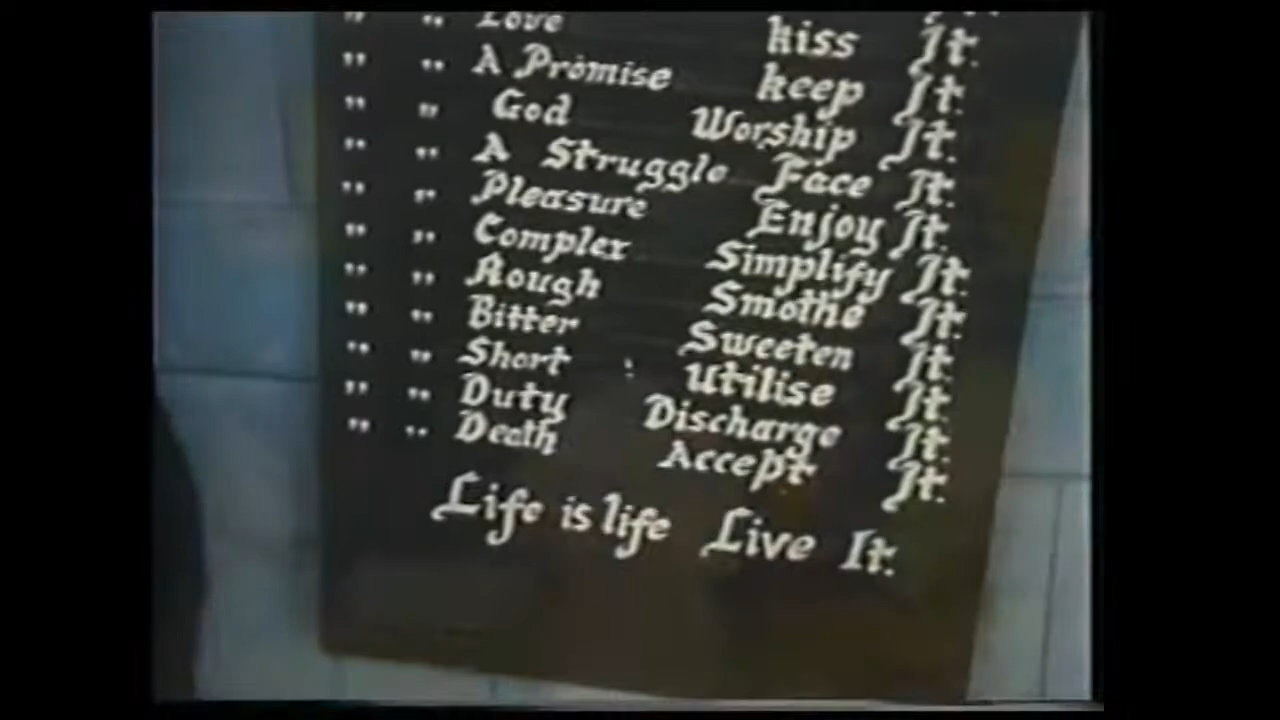 " " Love kiss It.
" " A Promise keep It.
" " God Worship It.
" " A Struggle Face It.
" " Pleasure Enjoy It.
" " Complex Simplify It.
" " Rough Smothe It.
" " Bitter Sweeten It.
" " Short Utilise It.
" " Duty Discharge It.
" " Death Accept It.
Life is life Live It.